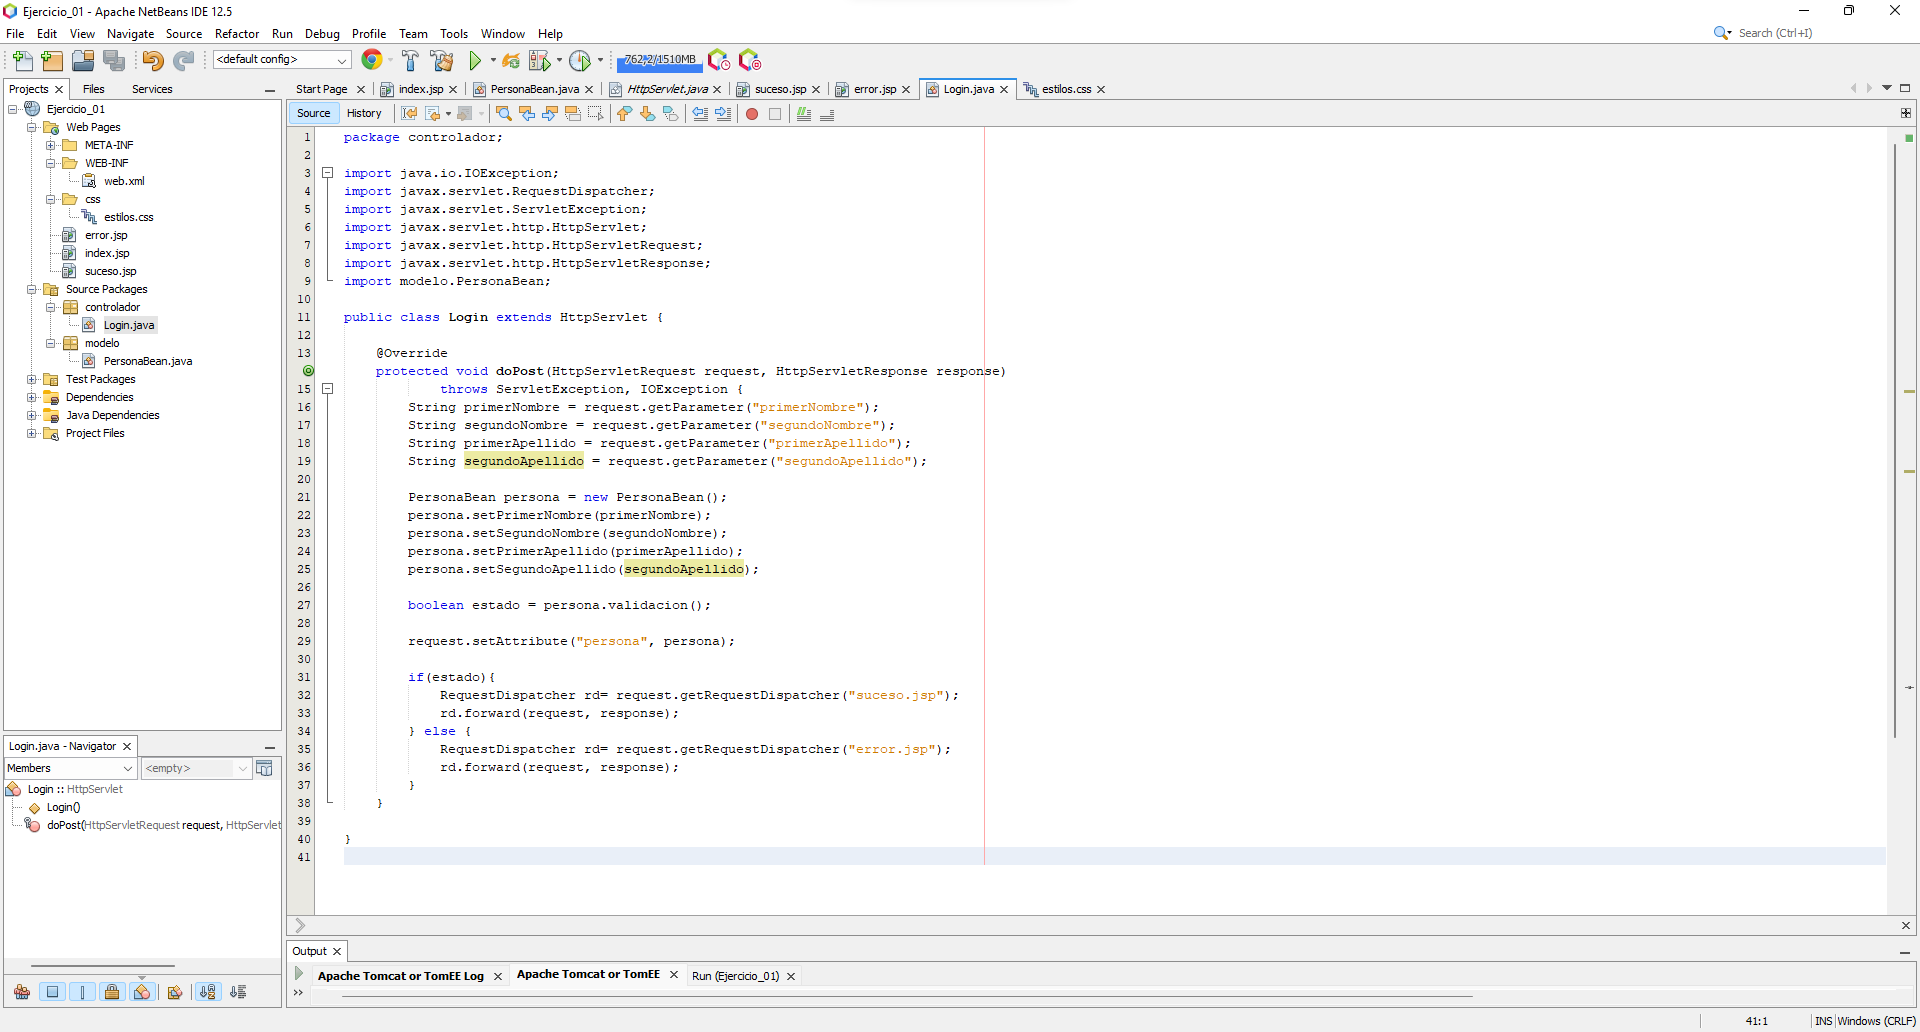 Ejercicio_01 - Apache NetBeans IDE 12.5
File Edit View Navigate Source Refactor Run Debug Profile Team Tools Window Help
Search (Ctrl+I)
<default config>
762,2/1510MB
Projects Files Services
Start Page index.jsp PersonaBean.java HttpServlet.java suceso.jsp error.jsp Login.java estilos.css
Source History
Ejercicio_01
Web Pages
META-INF
WEB-INF
web.xml
css
estilos.css
error.jsp
index.jsp
suceso.jsp
Source Packages
controlador
Login.java
modelo
PersonaBean.java
Test Packages
Dependencies
Java Dependencies
Project Files
1 package controlador;
2
3 import java.io.IOException;
4 import javax.servlet.RequestDispatcher;
5 import javax.servlet.ServletException;
6 import javax.servlet.http.HttpServlet;
7 import javax.servlet.http.HttpServletRequest;
8 import javax.servlet.http.HttpServletResponse;
9 import modelo.PersonaBean;
10
11 public class Login extends HttpServlet {
12
13 @Override
protected void doPost(HttpServletRequest request, HttpServletResponse response)
15 throws ServletException, IOException {
16 String primerNombre = request.getParameter("primerNombre");
17 String segundoNombre = request.getParameter("segundoNombre");
18 String primerApellido = request.getParameter("primerApellido");
19 String segundoApellido = request.getParameter("segundoApellido");
20
21 PersonaBean persona = new PersonaBean();
22 persona.setPrimerNombre(primerNombre);
23 persona.setSegundoNombre(segundoNombre);
24 persona.setPrimerApellido(primerApellido);
25 persona.setSegundoApellido(segundoApellido);
26
27 boolean estado = persona.validacion();
28
29 request.setAttribute("persona", persona);
30
31 if(estado){
32 RequestDispatcher rd= request.getRequestDispatcher("suceso.jsp");
33 rd.forward(request, response);
34 } else {
35 RequestDispatcher rd= request.getRequestDispatcher("error.jsp");
36 rd.forward(request, response);
37 }
38 }
39
40 }
41
Login.java - Navigator
Members <empty>
Login :: HttpServlet
Login()
doPost(HttpServletRequest request, HttpServlet
Output
Apache Tomcat or TomEE Log Apache Tomcat or TomEE Run (Ejercicio_01)
41:1 INS Windows (CRLF)